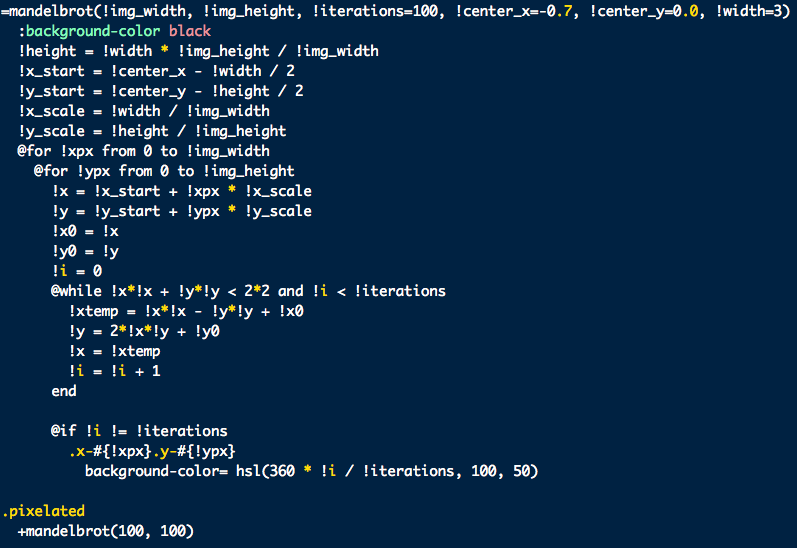 =mandelbrot(!img_width, !img_height, !iterations=100, !center_x=-0.7, !center_y=0.0, !width=3)
  :background-color black
  !height = !width * !img_height / !img_width
  !x_start = !center_x - !width / 2
  !y_start = !center_y - !height / 2
  !x_scale = !width / !img_width
  !y_scale = !height / !img_height
  @for !xpx from 0 to !img_width
    @for !ypx from 0 to !img_height
      !x = !x_start + !xpx * !x_scale
      !y = !y_start + !ypx * !y_scale
      !x0 = !x
      !y0 = !y
      !i = 0
      @while !x*!x + !y*!y < 2*2 and !i < !iterations
        !xtemp = !x*!x - !y*!y + !x0
        !y = 2*!x*!y + !y0
        !x = !xtemp
        !i = !i + 1
      end

      @if !i != !iterations
        .x-#{!xpx}.y-#{!ypx}
          background-color= hsl(360 * !i / !iterations, 100, 50)

.pixelated
  +mandelbrot(100, 100)